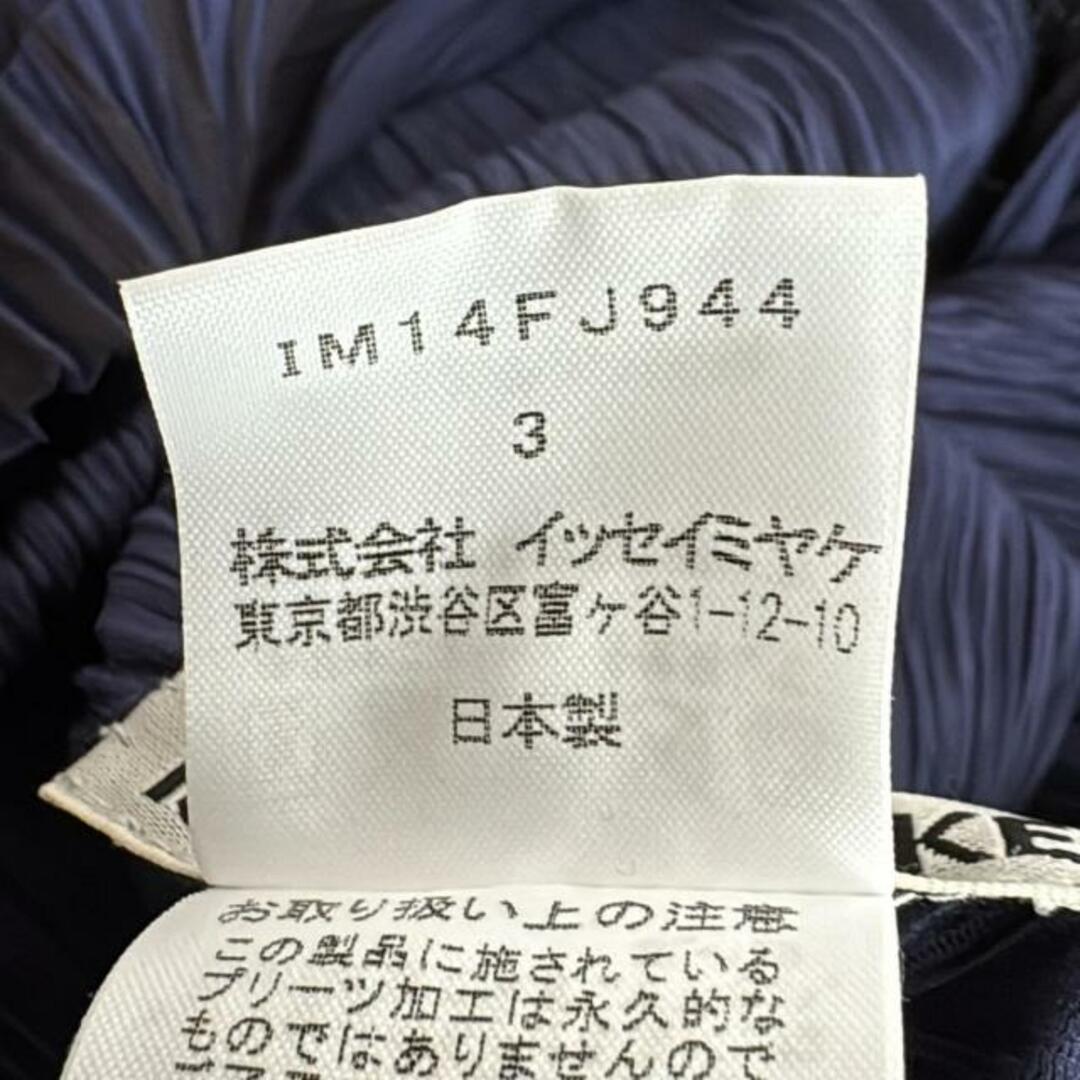 IM14FJ944
3
株式会社 イッセイミヤケ
東京都渋谷区富ヶ谷1-12-10
日本製
お取り扱い上の注意
この製品に施されている
プリーツ加工は永久的な
ものではありませんので